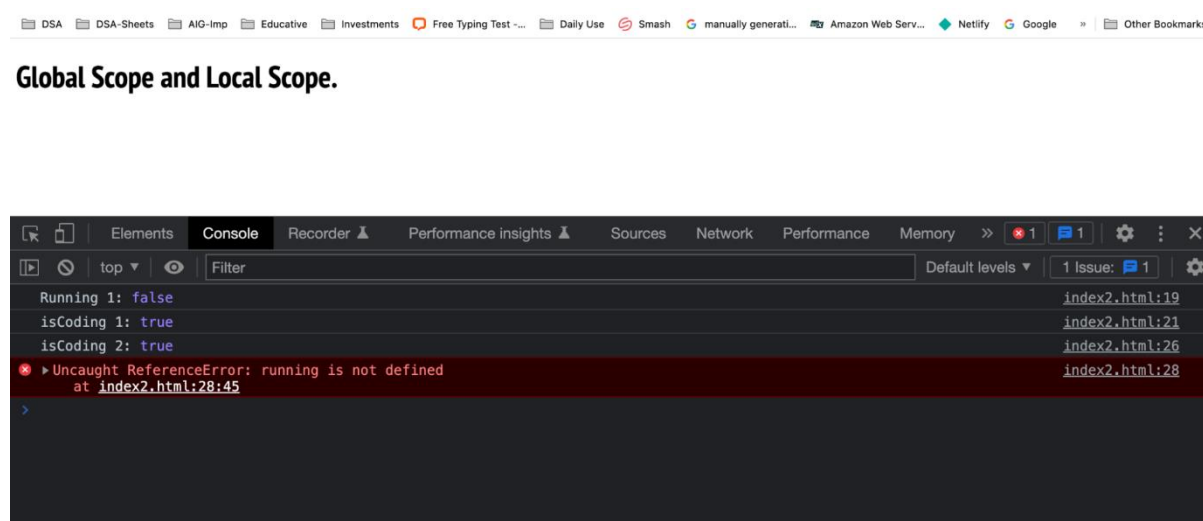 DSA DSA-Sheets AIG-Imp Educative Investments Free Typing Test -... Daily Use Smash manually generati... Amazon Web Serv... Netlify Google » Other Bookmarks
Global Scope and Local Scope.
Elements Console Recorder Performance insights Sources Network Performance Memory » 1 1
top ▼ Filter Default levels ▼ 1 Issue: 1
Running 1: false index2.html:19
isCoding 1: true index2.html:21
isCoding 2: true index2.html:26
▶Uncaught ReferenceError: running is not defined index2.html:28
at index2.html:28:45
>